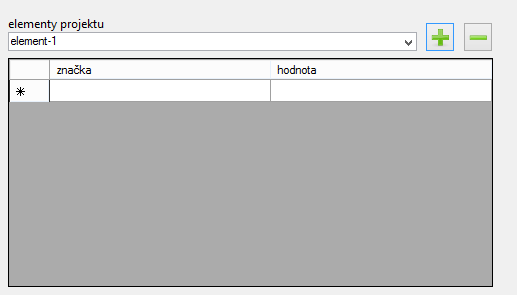 elementy projektu
element-1
značka hodnota